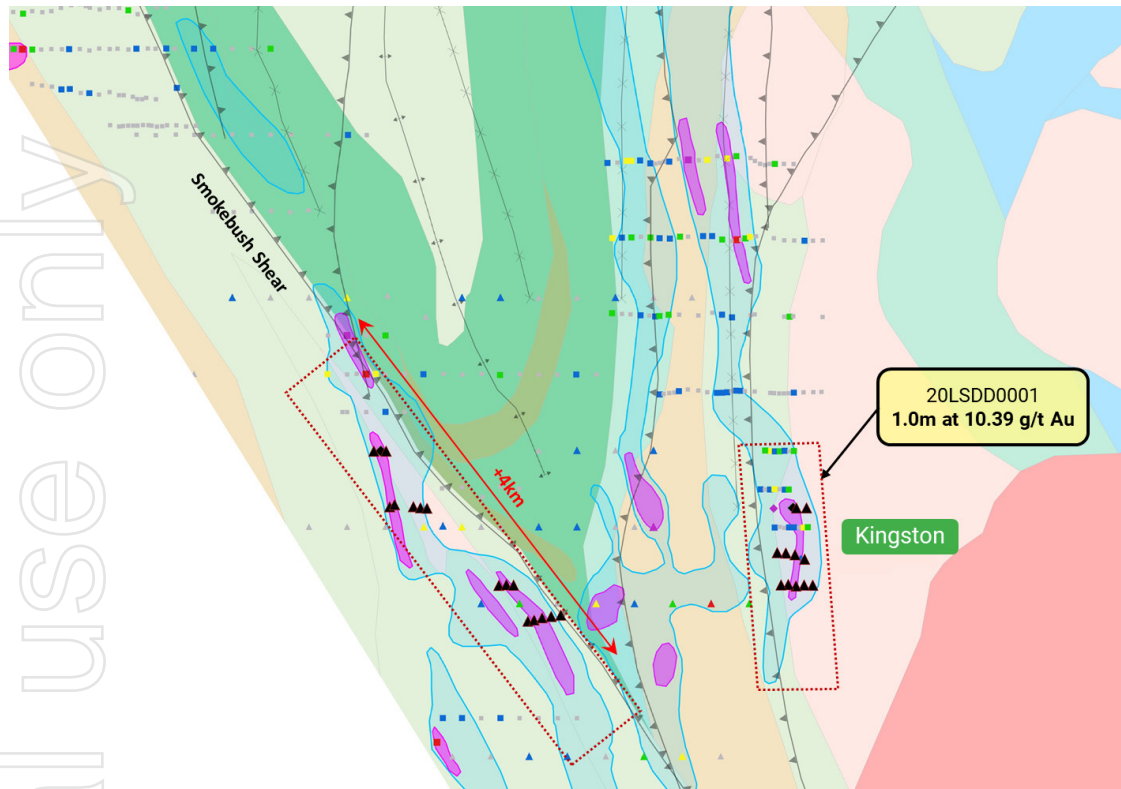 Smokebush Shear
+4km
20LSDD0001
1.0m at 10.39 g/t Au
Kingston
l use only